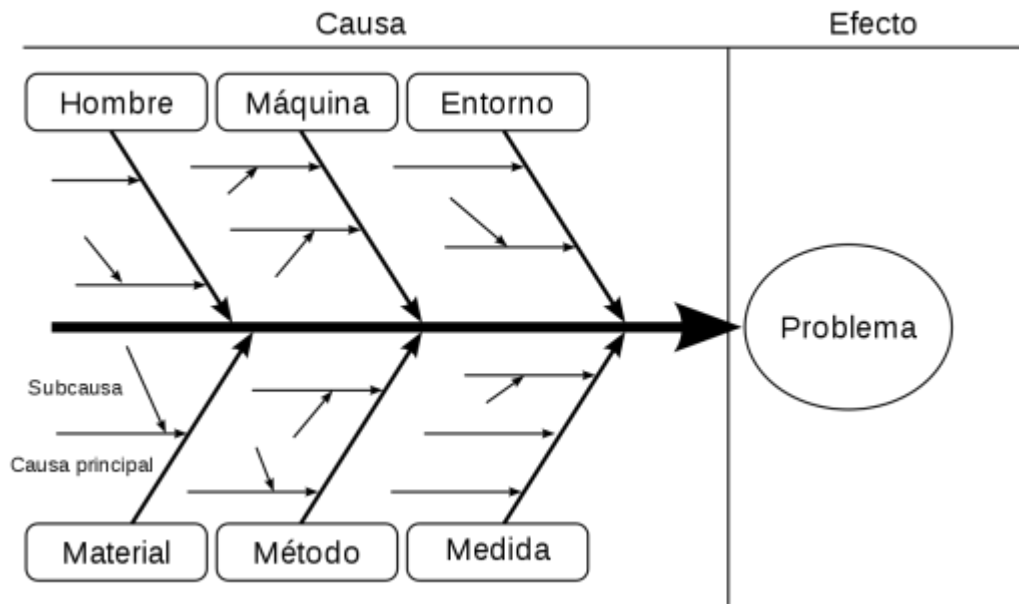 Causa
Efecto
Hombre
Máquina
Entorno
Problema
Subcausa
Causa principal
Material
Método
Medida